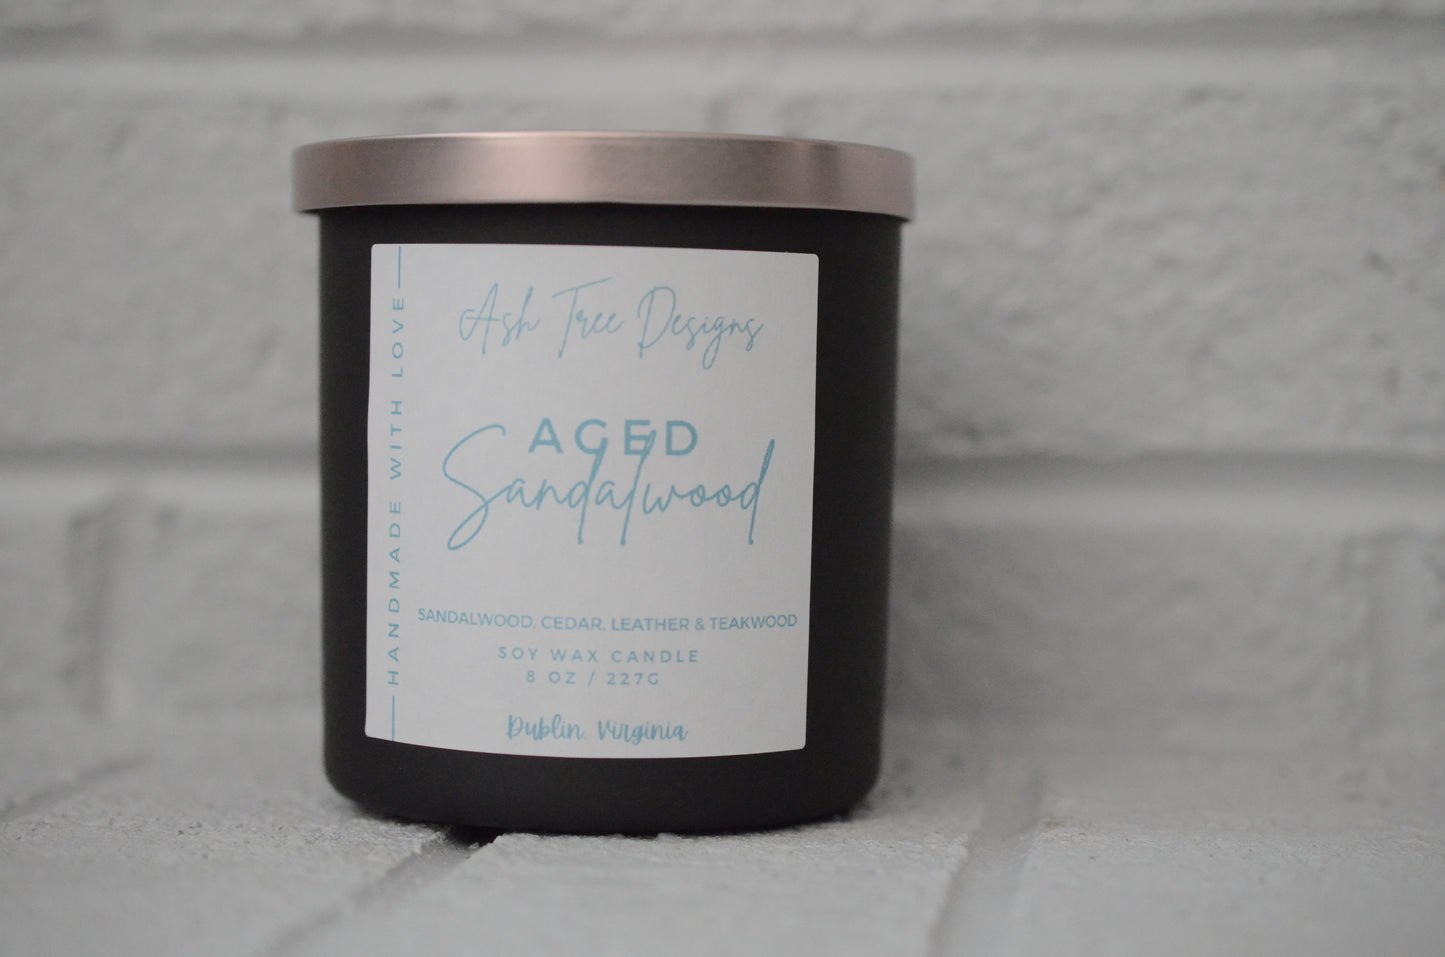 Ash Tree Designs
AGED
Sandalwood
SANDALWOOD, CEDAR, LEATHER & TEAKWOOD
SOY WAX CANDLE
8 OZ / 227G
Dublin, Virginia
HANDMADE WITH LOVE